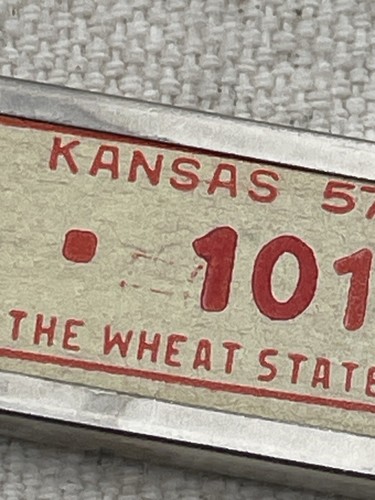 KANSAS 57
• 101
THE WHEAT STATE